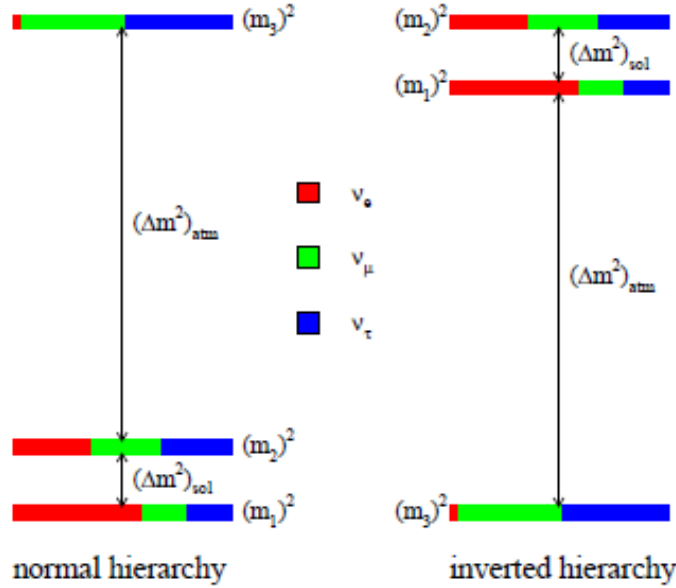 (m₃)²
(m₂)²
(Δm²)sol
(m₁)²
(Δm²)atm
νe
νμ
ντ
(Δm²)atm
(m₂)²
(Δm²)sol
(m₁)²
(m₃)²
normal hierarchy
inverted hierarchy